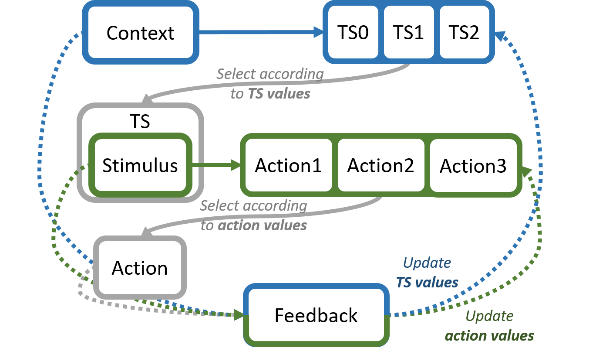 Context
TS0 TS1 TS2
Select according
to TS values
TS
Stimulus
Action1 Action2 Action3
Select according
to action values
Action
Update
TS values
Feedback
Update
action values